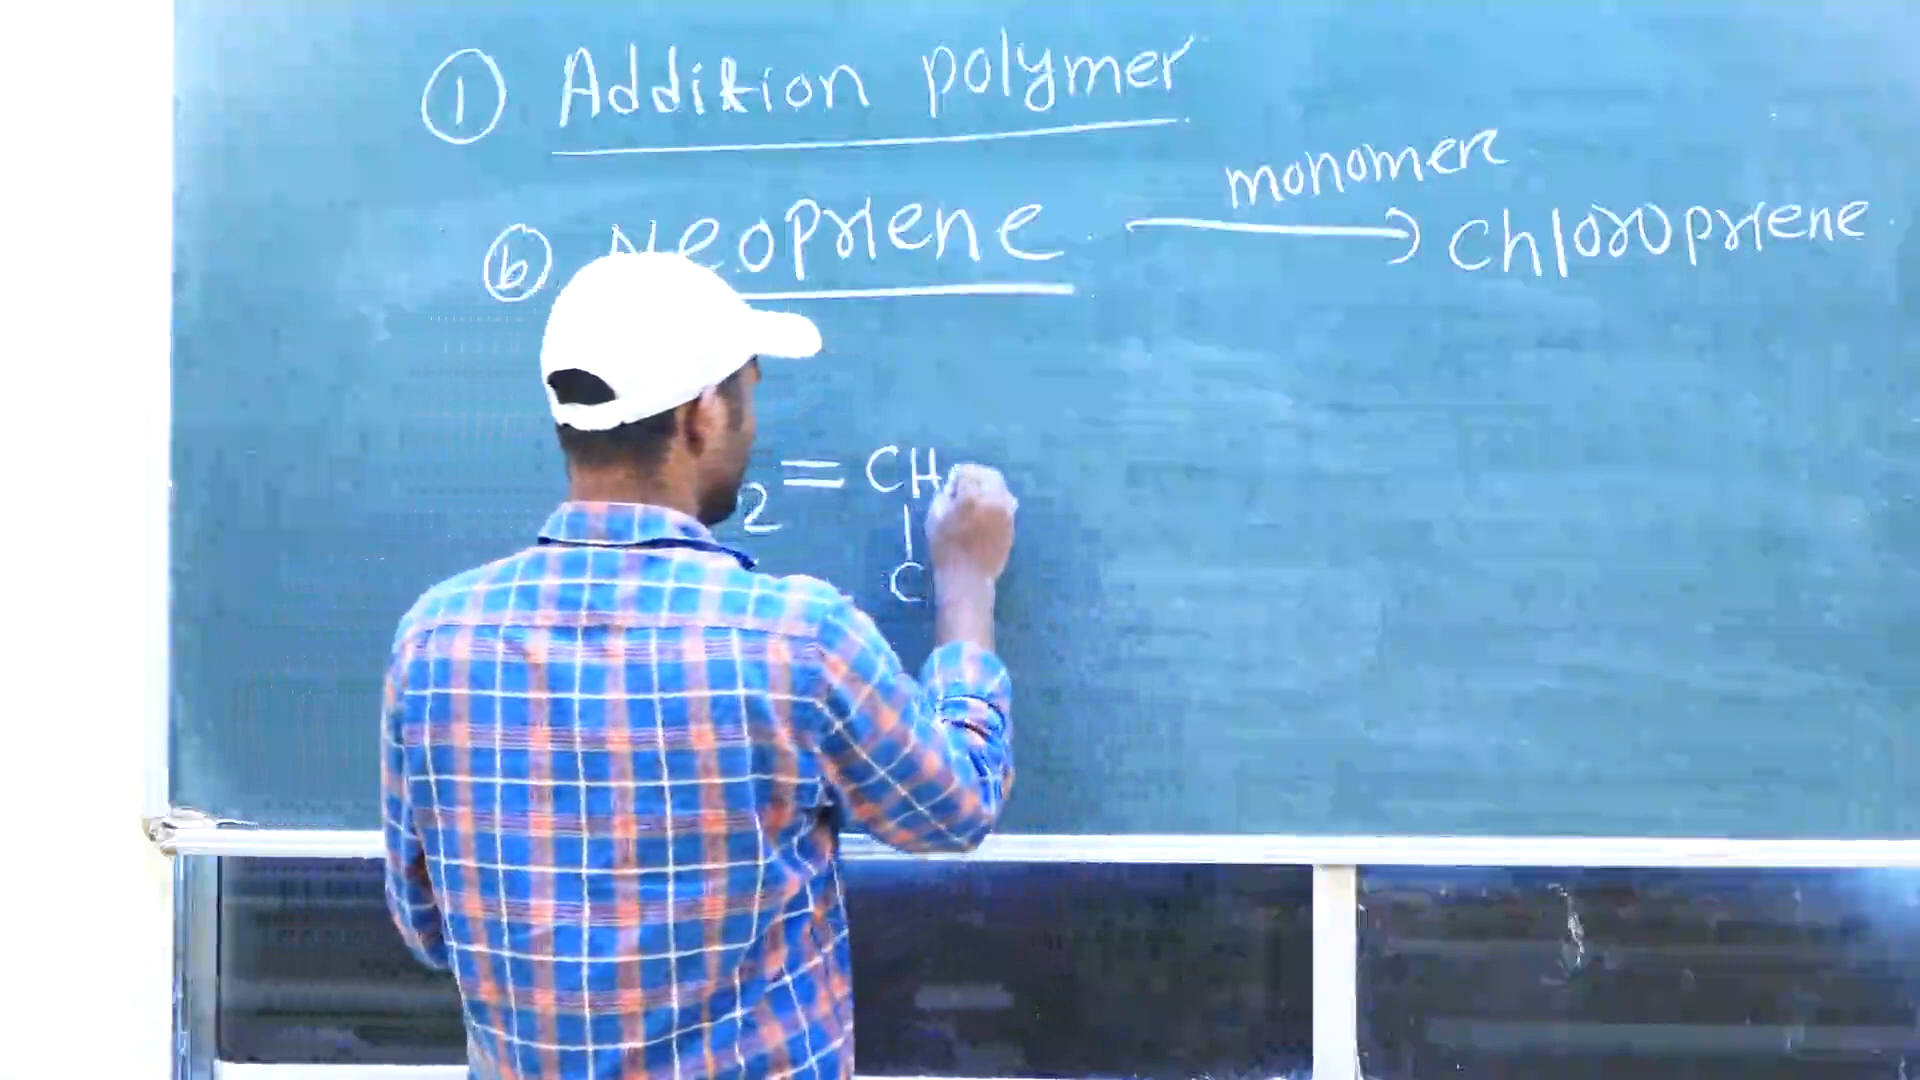 ① Addition polymer
monomer
ⓑ Neoprene → Chloroprene
2 = CH
C